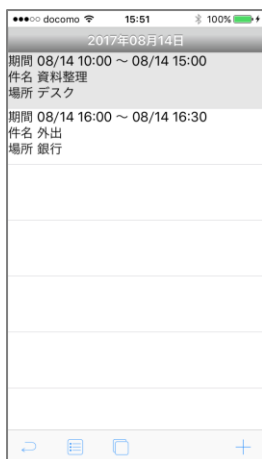 docomo 15:51 100%
2017年08月14日
期間 08/14 10:00 ～ 08/14 15:00
件名 資料整理
場所 デスク
期間 08/14 16:00 ～ 08/14 16:30
件名 外出
場所 銀行